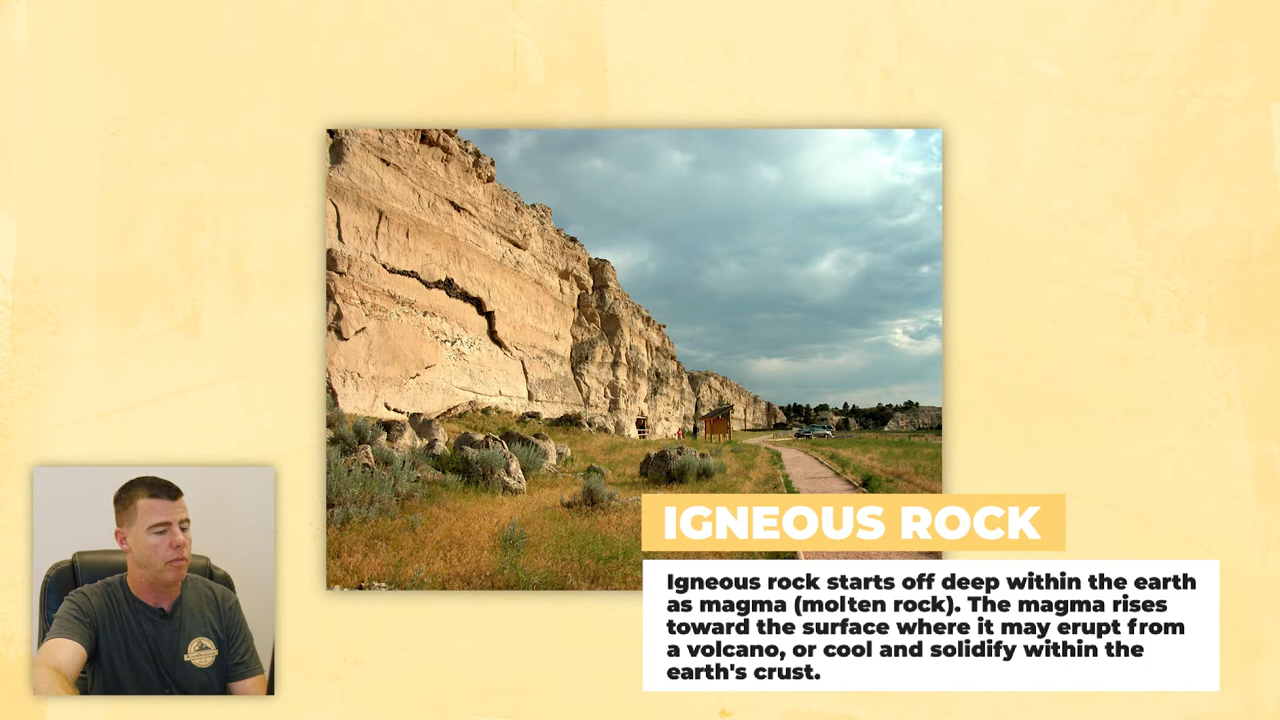 IGNEOUS ROCK
Igneous rock starts off deep within the earth
as magma (molten rock). The magma rises
toward the surface where it may erupt from
a volcano, or cool and solidify within the
earth's crust.